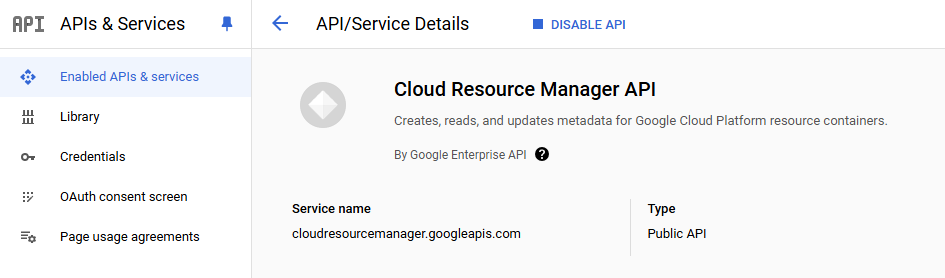 API APIs & Services
API/Service Details
DISABLE API
Enabled APIs & services
Library
Credentials
OAuth consent screen
Page usage agreements
Cloud Resource Manager API
Creates, reads, and updates metadata for Google Cloud Platform resource containers.
By Google Enterprise API ?
Service name
cloudresourcemanager.googleapis.com
Type
Public API